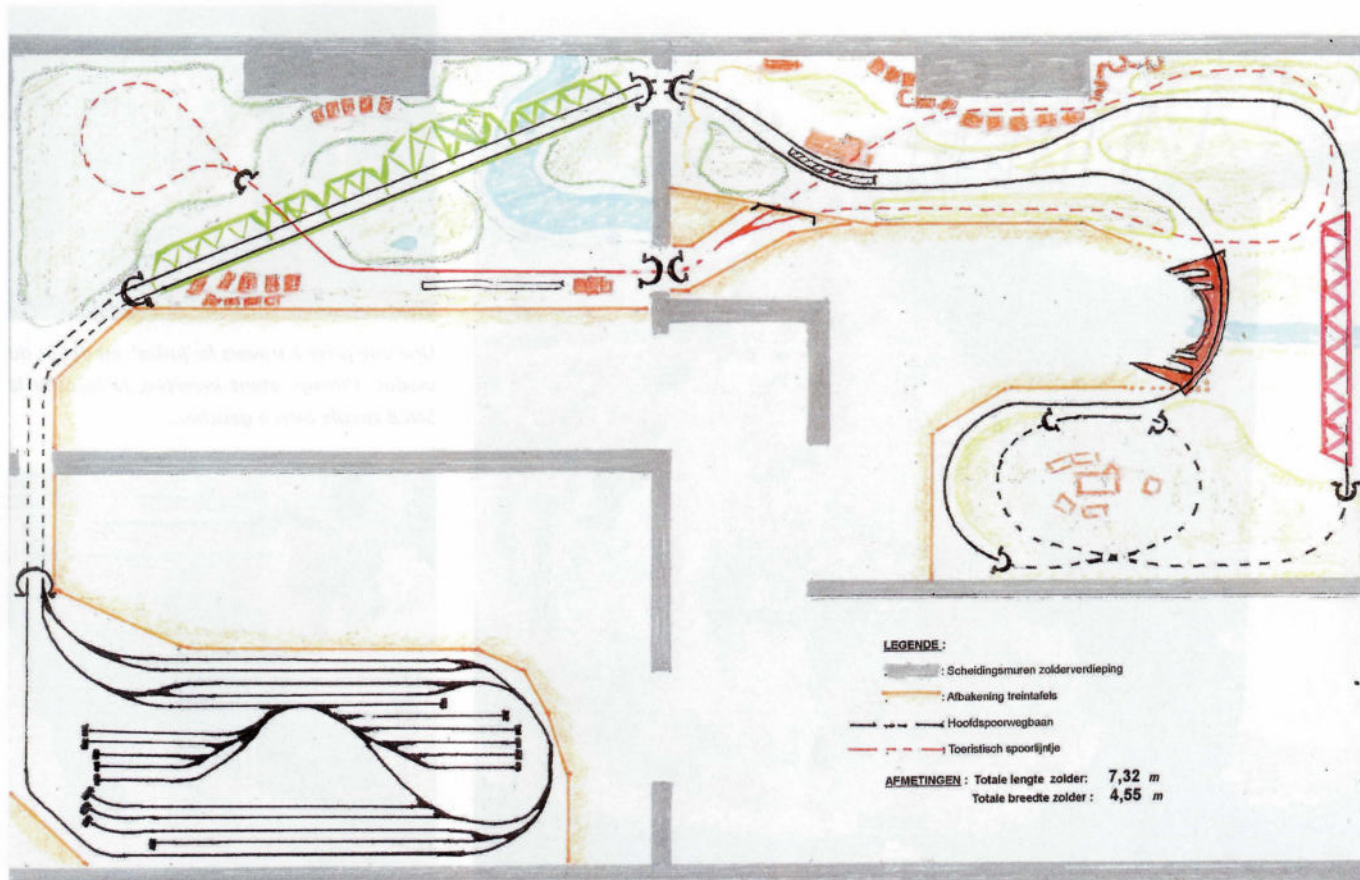 LEGENDE :
: Scheidingsmuren zolderverdieping
: Afbakening treintafels
: Hoofdspoorwegbaan
: Toeristisch spoorlijntje
AFMETINGEN : Totale lengte zolder: 7,32 m
Totale breedte zolder : 4,55 m